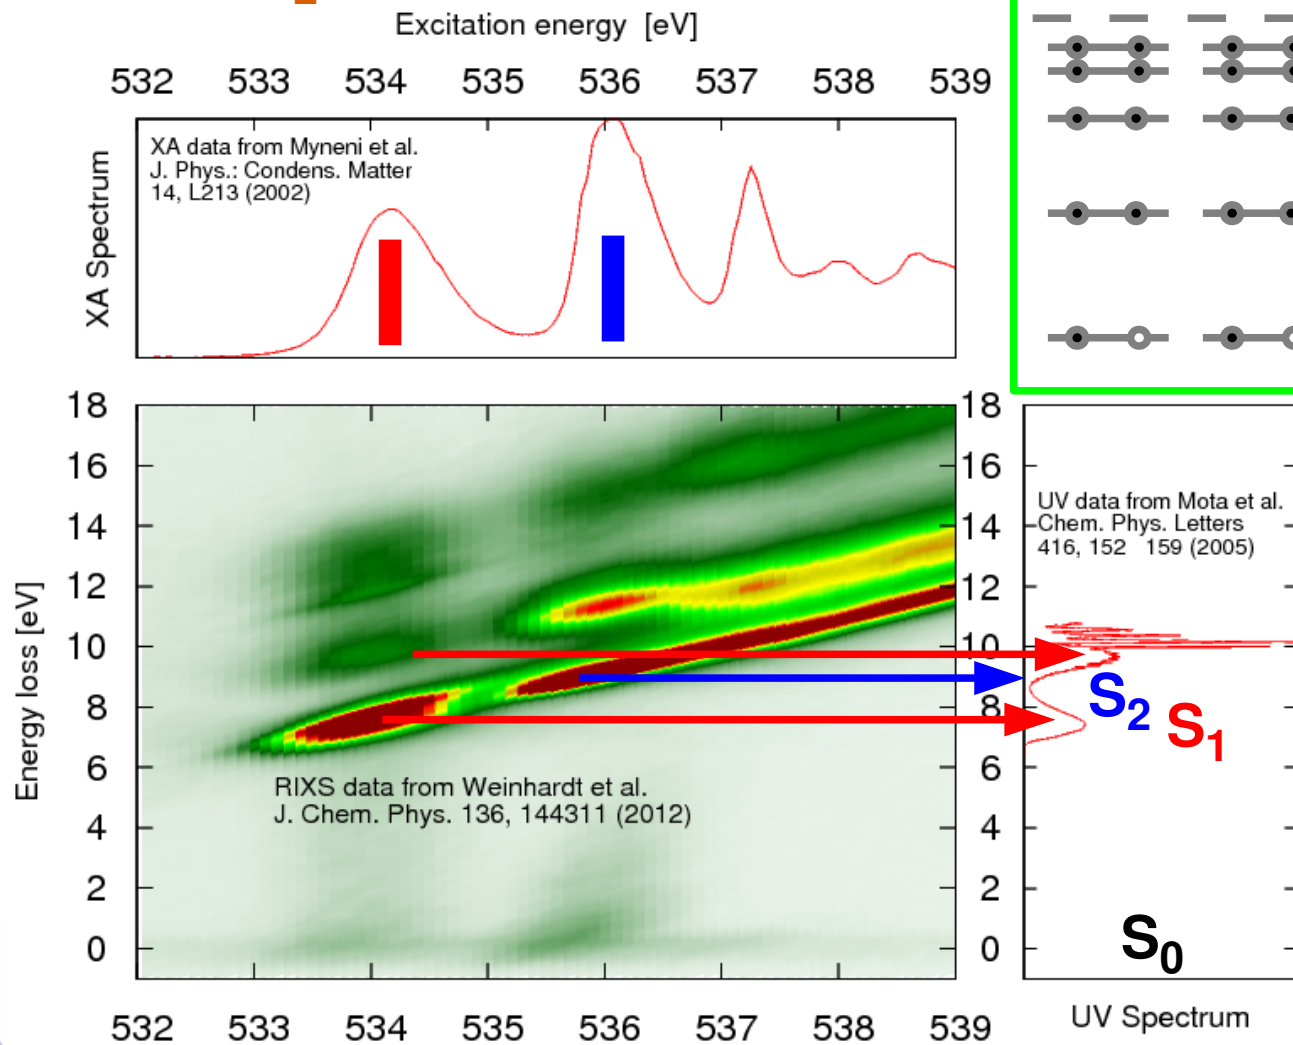 Excitation energy [eV]
532 533 534 535 536 537 538 539
XA Spectrum
XA data from Myneni et al.
J. Phys.: Condens. Matter
14, L213 (2002)
Energy loss [eV]
18 18
16 16
14 14
12 12
10 10
8 8
6 6
4 4
2 2
0 0
RIXS data from Weinhardt et al.
J. Chem. Phys. 136, 144311 (2012)
UV data from Mota et al.
Chem. Phys. Letters
416, 152 159 (2005)
S2
S1
S0
532 533 534 535 536 537 538 539
UV Spectrum